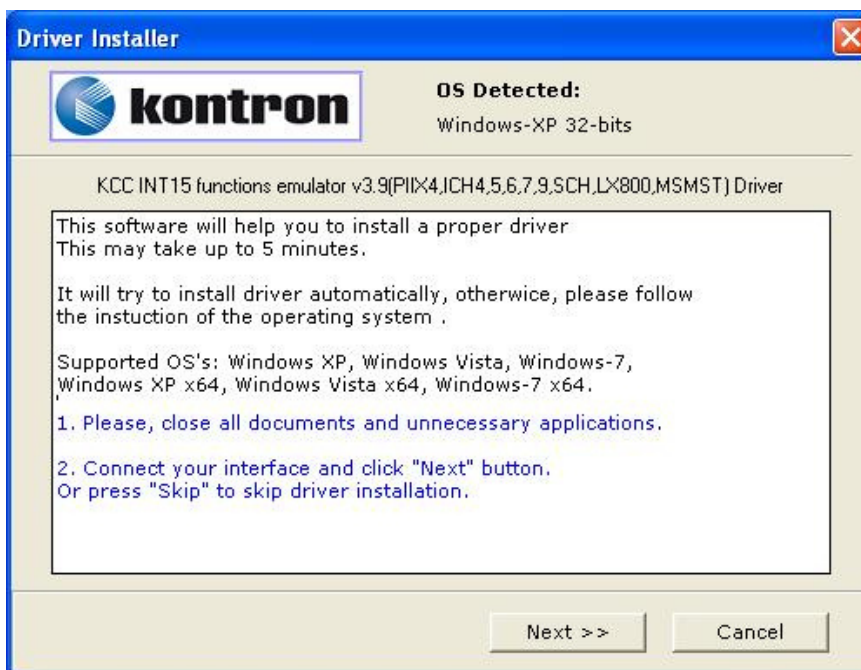 Driver Installer
kontron
OS Detected:
Windows-XP 32-bits
KCC INT15 functions emulator v3.9(PIIX4,ICH4,5,6,7,9,SCH,LX800,MSMST) Driver
This software will help you to install a proper driver
This may take up to 5 minutes.
It will try to install driver automatically, otherwice, please follow
the instuction of the operating system .
Supported OS's: Windows XP, Windows Vista, Windows-7,
Windows XP x64, Windows Vista x64, Windows-7 x64.
1. Please, close all documents and unnecessary applications.
2. Connect your interface and click "Next" button.
Or press "Skip" to skip driver installation.
Next >>
Cancel